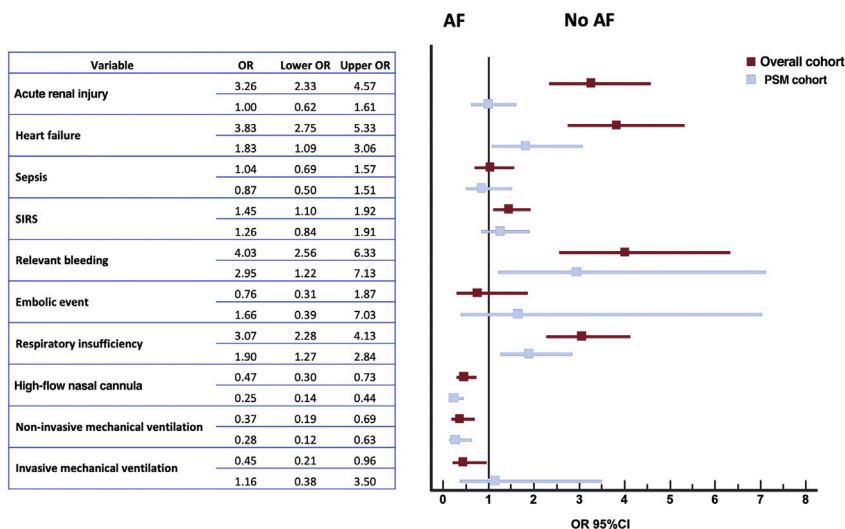 AF No AF
Variable OR Lower OR Upper OR
Acute renal injury 3.26 2.33 4.57
1.00 0.62 1.61
Heart failure 3.83 2.75 5.33
1.83 1.09 3.06
Sepsis 1.04 0.69 1.57
0.87 0.50 1.51
SIRS 1.45 1.10 1.92
1.26 0.84 1.91
Relevant bleeding 4.03 2.56 6.33
2.95 1.22 7.13
Embolic event 0.76 0.31 1.87
1.66 0.39 7.03
Respiratory insufficiency 3.07 2.28 4.13
1.90 1.27 2.84
High-flow nasal cannula 0.47 0.30 0.73
0.25 0.14 0.44
Non-invasive mechanical ventilation 0.37 0.19 0.69
0.28 0.12 0.63
Invasive mechanical ventilation 0.45 0.21 0.96
1.16 0.38 3.50
Overall cohort
PSM cohort
0 1 2 3 4 5 6 7 8
OR 95%CI